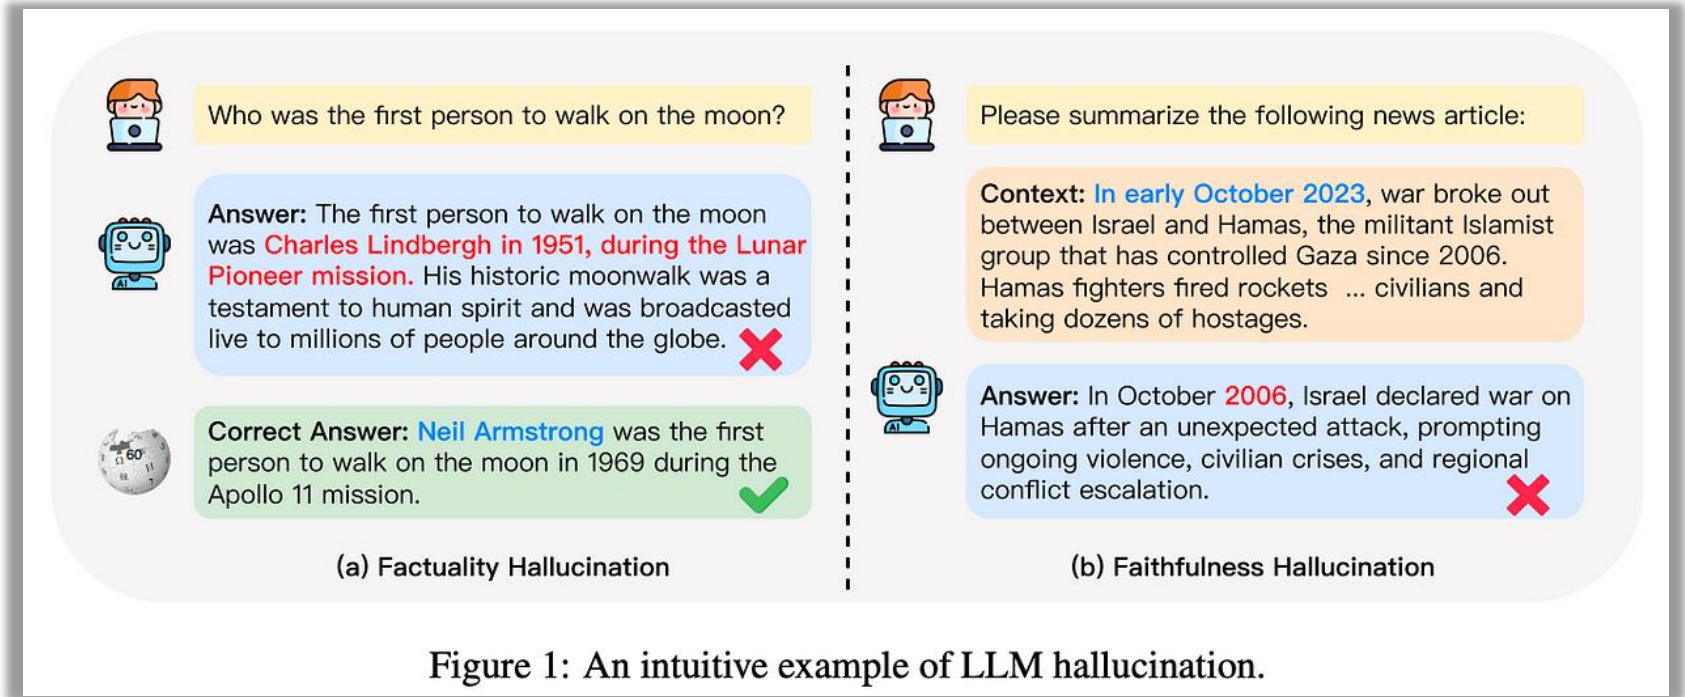 Who was the first person to walk on the moon?
Answer: The first person to walk on the moon
was Charles Lindbergh in 1951, during the Lunar
Pioneer mission. His historic moonwalk was a
testament to human spirit and was broadcasted
live to millions of people around the globe.
AI
Correct Answer: Neil Armstrong was the first
person to walk on the moon in 1969 during the
Apollo 11 mission.
(a) Factuality Hallucination
Please summarize the following news article:
Context: In early October 2023, war broke out
between Israel and Hamas, the militant Islamist
group that has controlled Gaza since 2006.
Hamas fighters fired rockets ... civilians and
taking dozens of hostages.
Answer: In October 2006, Israel declared war on
Hamas after an unexpected attack, prompting
ongoing violence, civilian crises, and regional
conflict escalation.
AI
(b) Faithfulness Hallucination
Figure 1: An intuitive example of LLM hallucination.